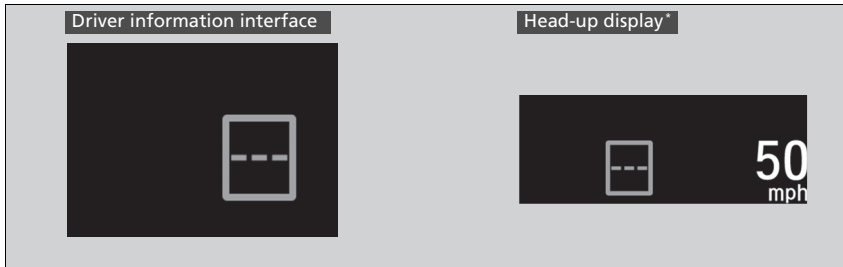 Driver information interface
Head-up display*
---
---
50
mph